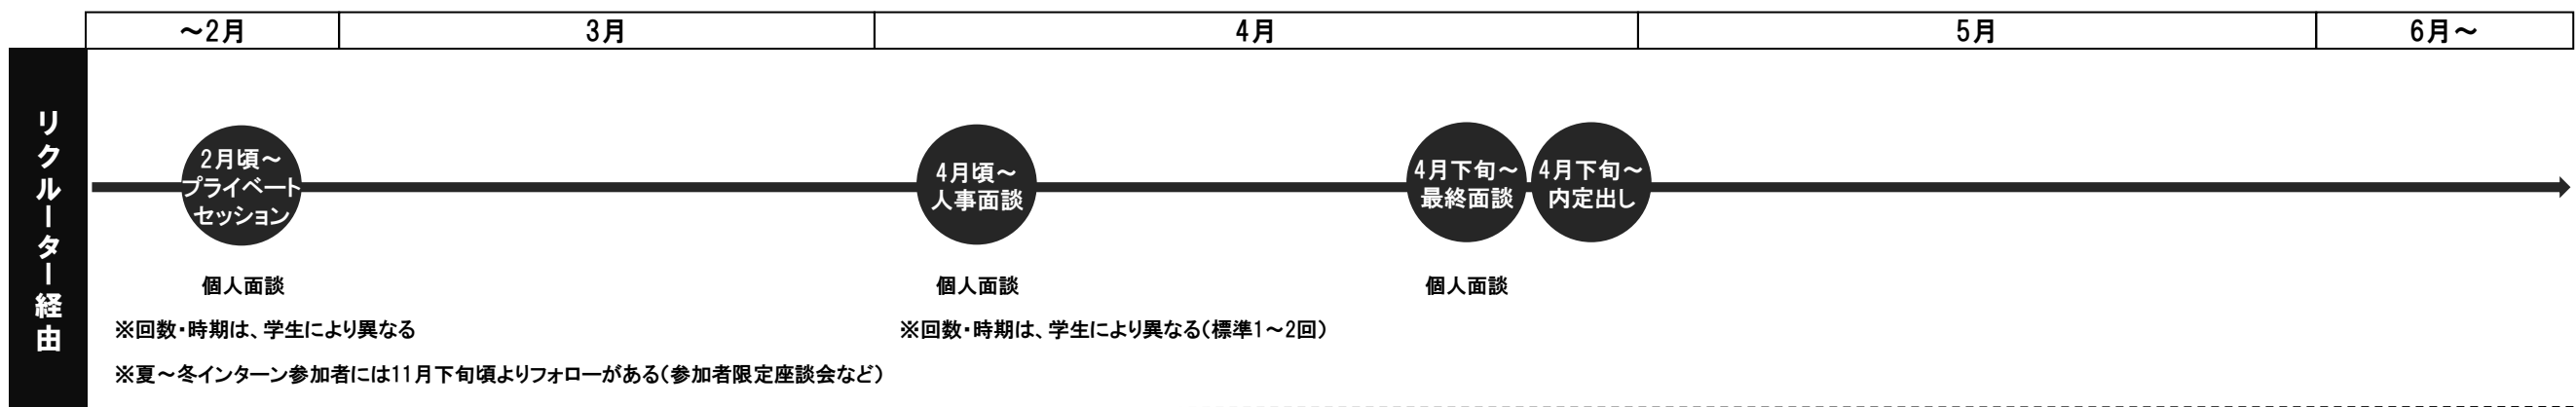 ～2月
3月
4月
5月
6月～
リクルーター経由
2月頃～
プライベート
セッション
4月頃～
人事面談
4月下旬～
最終面談
4月下旬～
内定出し
個人面談
個人面談
個人面談
※回数・時期は、学生により異なる
※回数・時期は、学生により異なる（標準1～2回）
※夏～冬インターン参加者には11月下旬頃よりフォローがある（参加者限定座談会など）